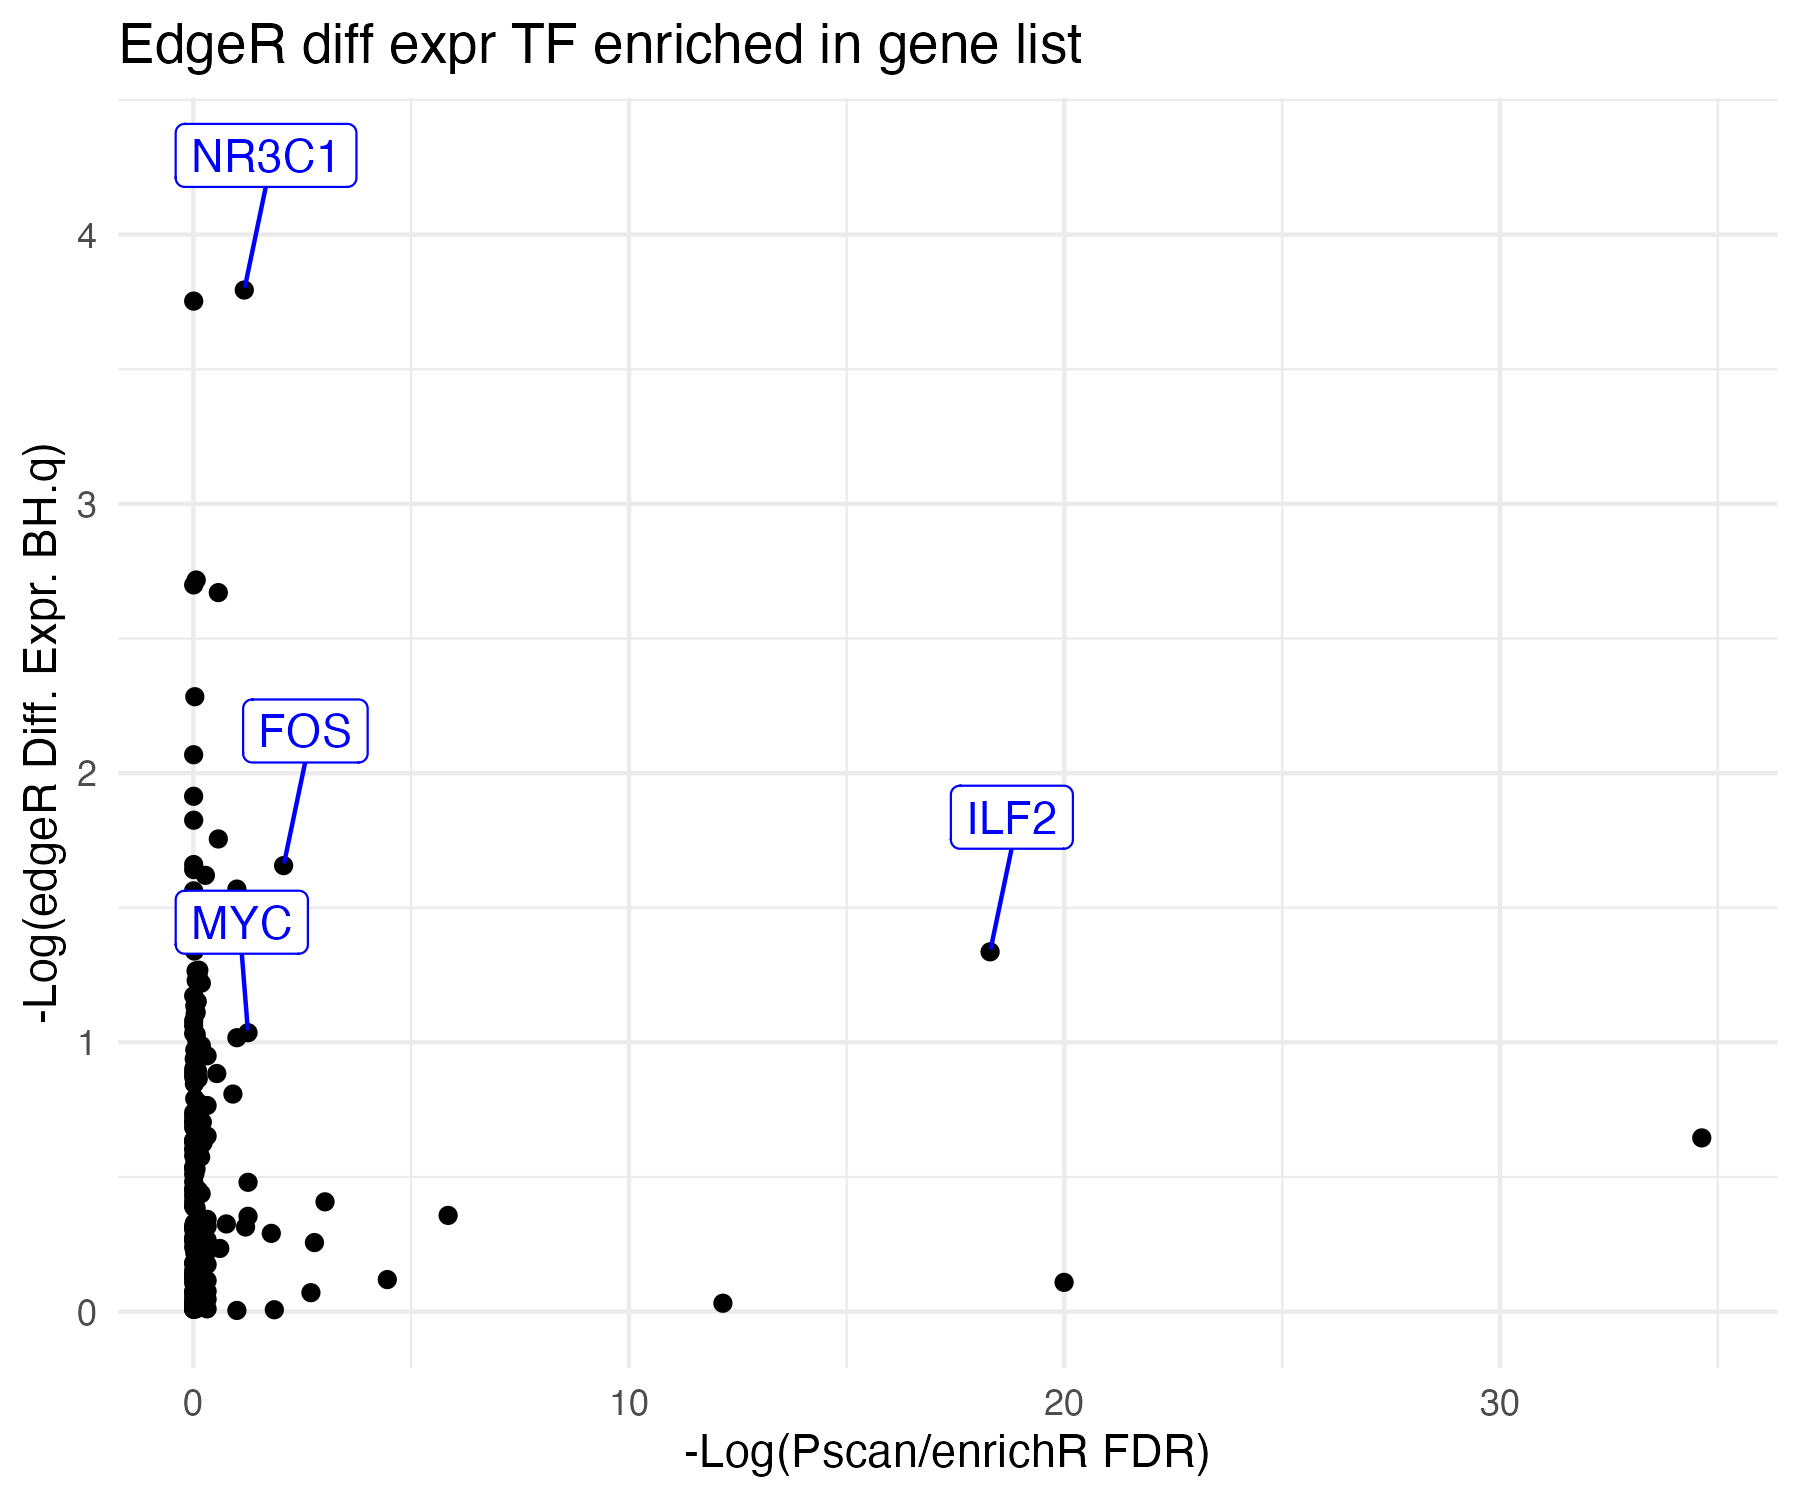 EdgeR diff expr TF enriched in gene list
NR3C1
FOS
ILF2
MYC
4
3
2
1
0
-Log(edgeR Diff. Expr. BH.q)
0 10 20 30
-Log(Pscan/enrichR FDR)